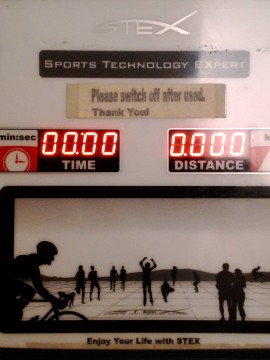 STEX
SPORTS TECHNOLOGY EXPERT
Please switch off after used.
Thank You!
min:sec 00:00 0.000 k
TIME DISTANCE
STEX
Enjoy Your Life with STEX